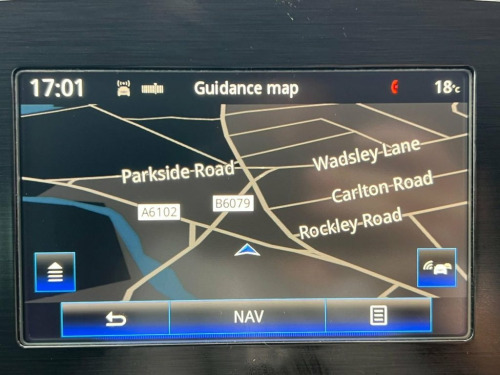 17:01 Guidance map 18°c
Wadsley Lane
Parkside Road
Carlton Road
A6102 B6079
Rockley Road
NAV